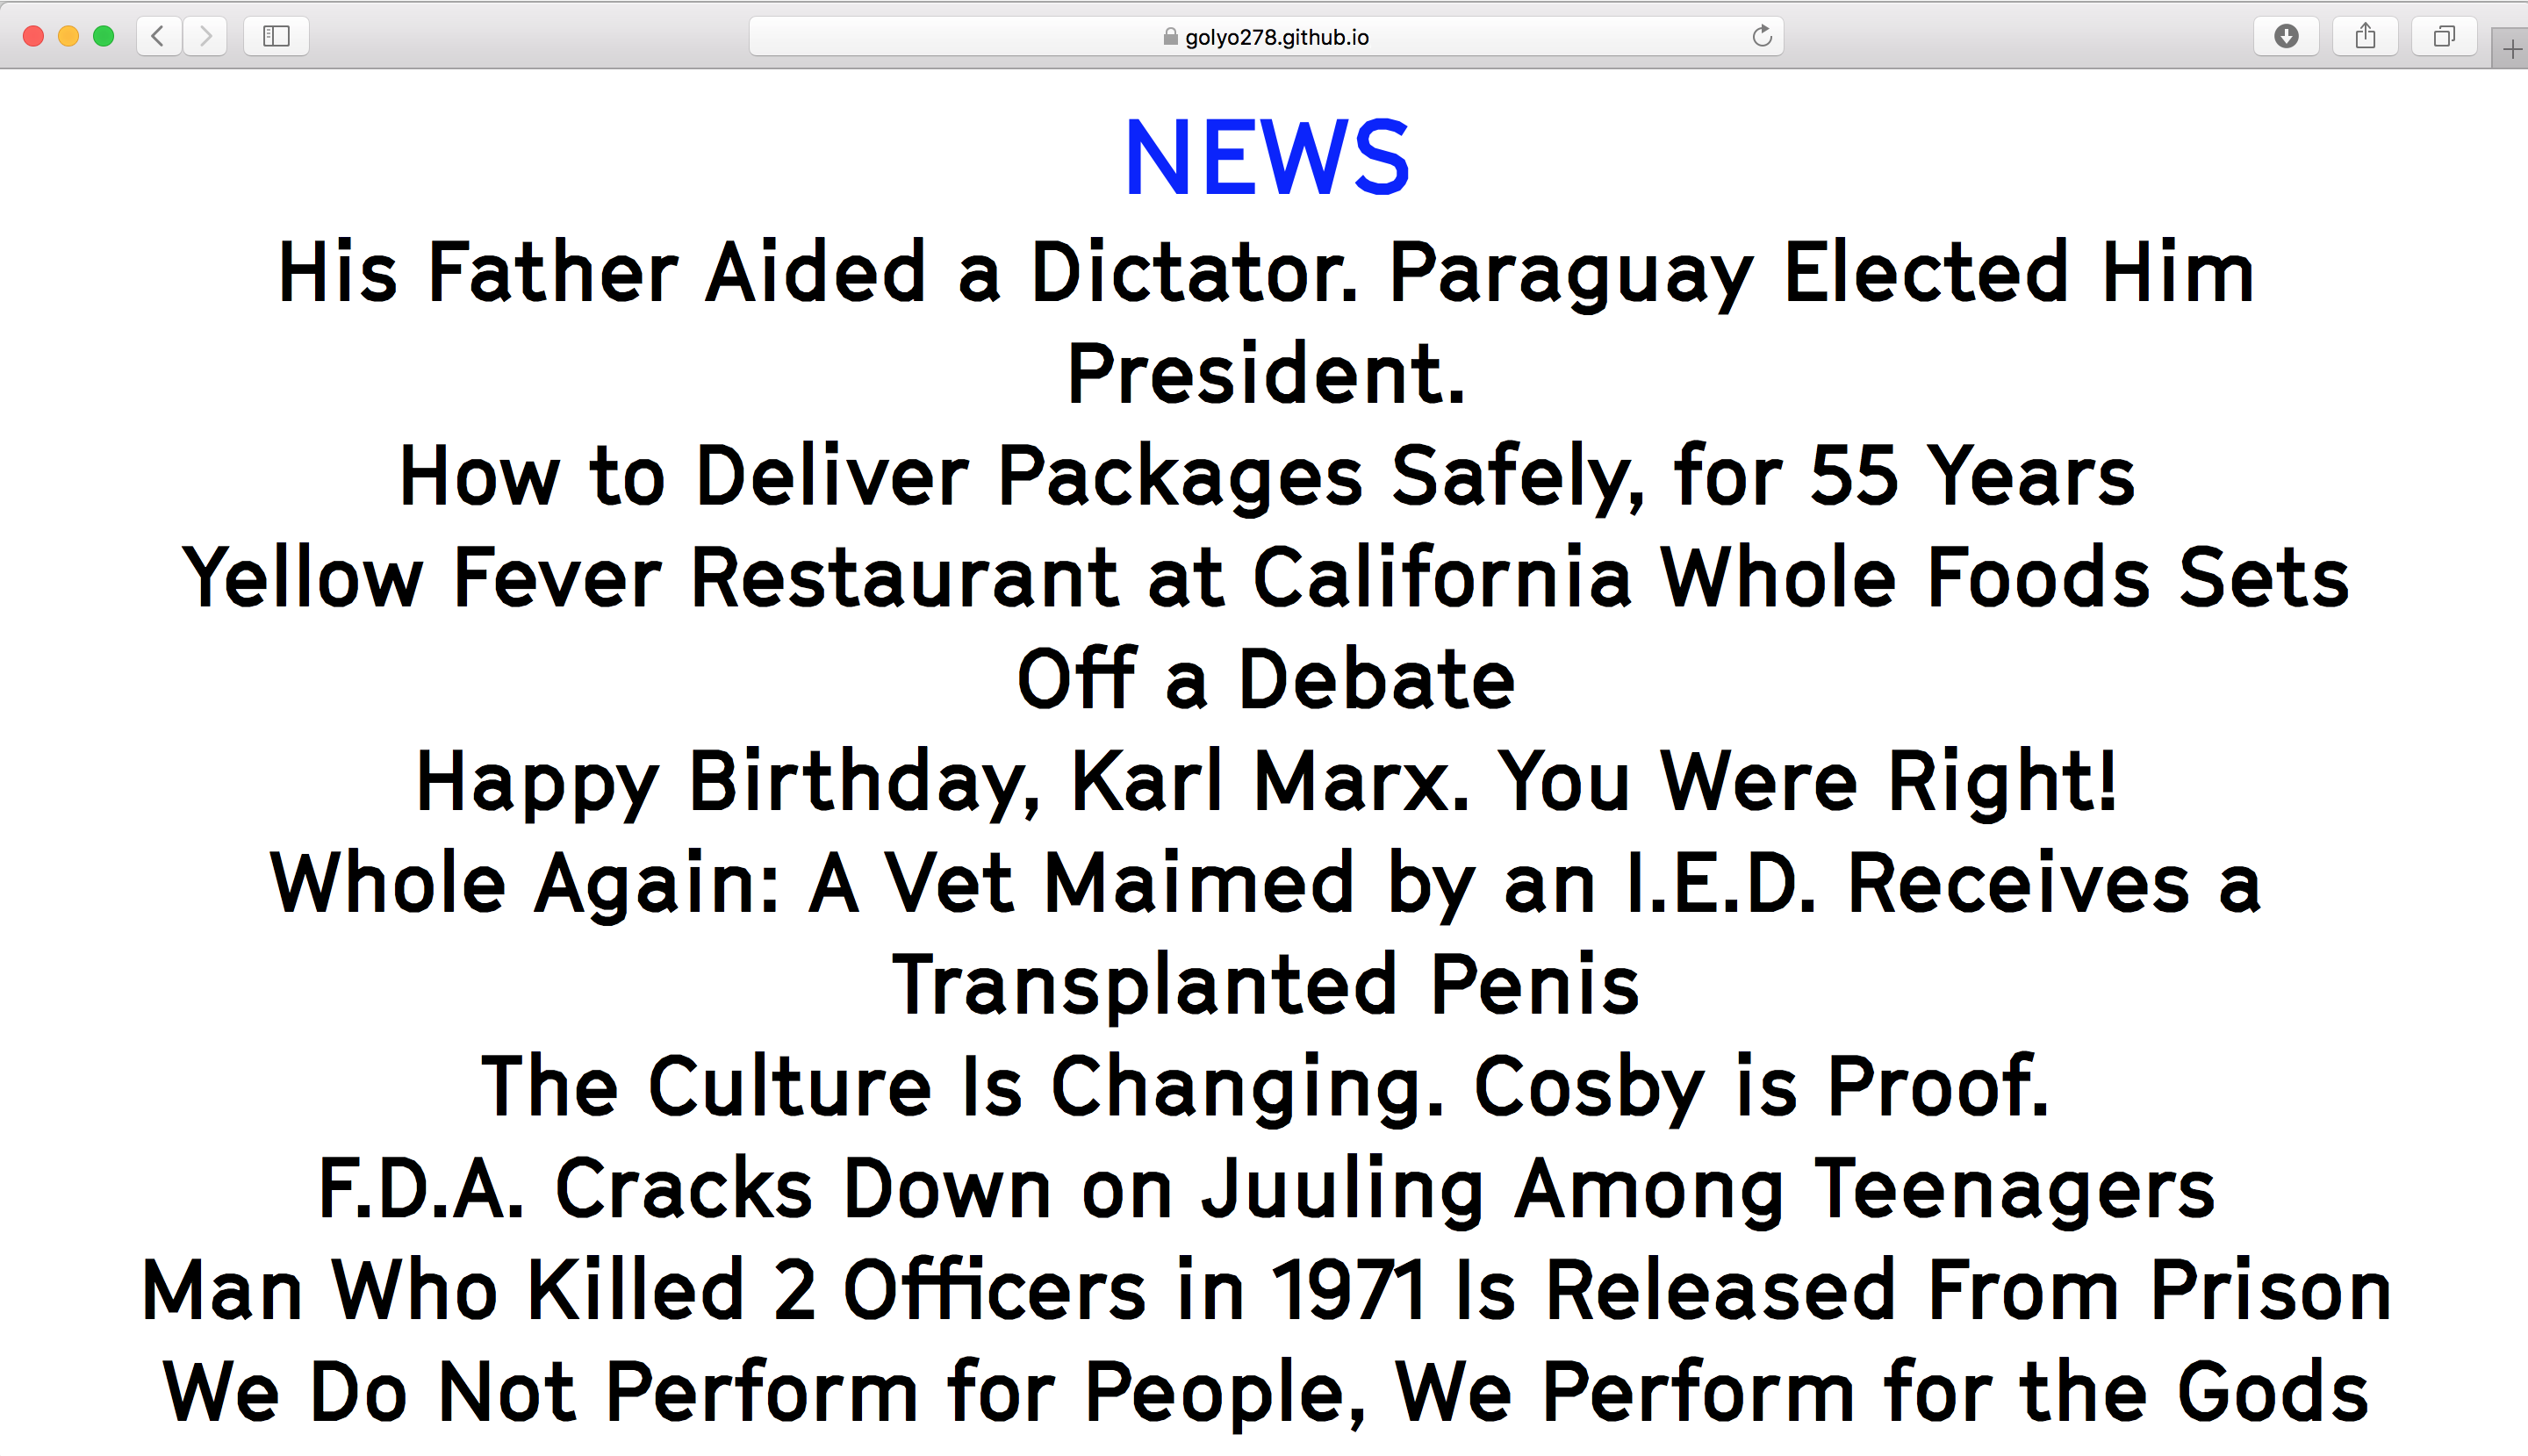 golyo278.github.io
NEWS
His Father Aided a Dictator. Paraguay Elected Him
President.
How to Deliver Packages Safely, for 55 Years
Yellow Fever Restaurant at California Whole Foods Sets
Off a Debate
Happy Birthday, Karl Marx. You Were Right!
Whole Again: A Vet Maimed by an I.E.D. Receives a
Transplanted Penis
The Culture Is Changing. Cosby is Proof.
F.D.A. Cracks Down on Juuling Among Teenagers
Man Who Killed 2 Officers in 1971 Is Released From Prison
We Do Not Perform for People, We Perform for the Gods